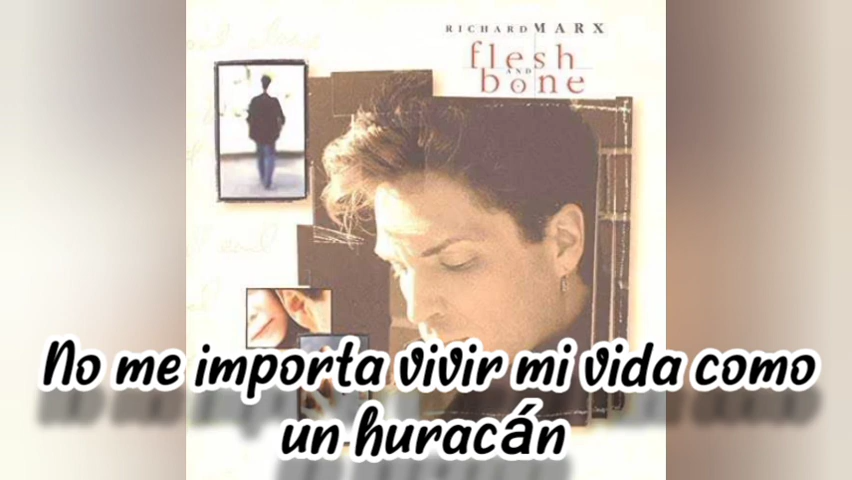 RICHARD MARX
flesh
AND
bone
No me importa vivir mi vida como
un huracán